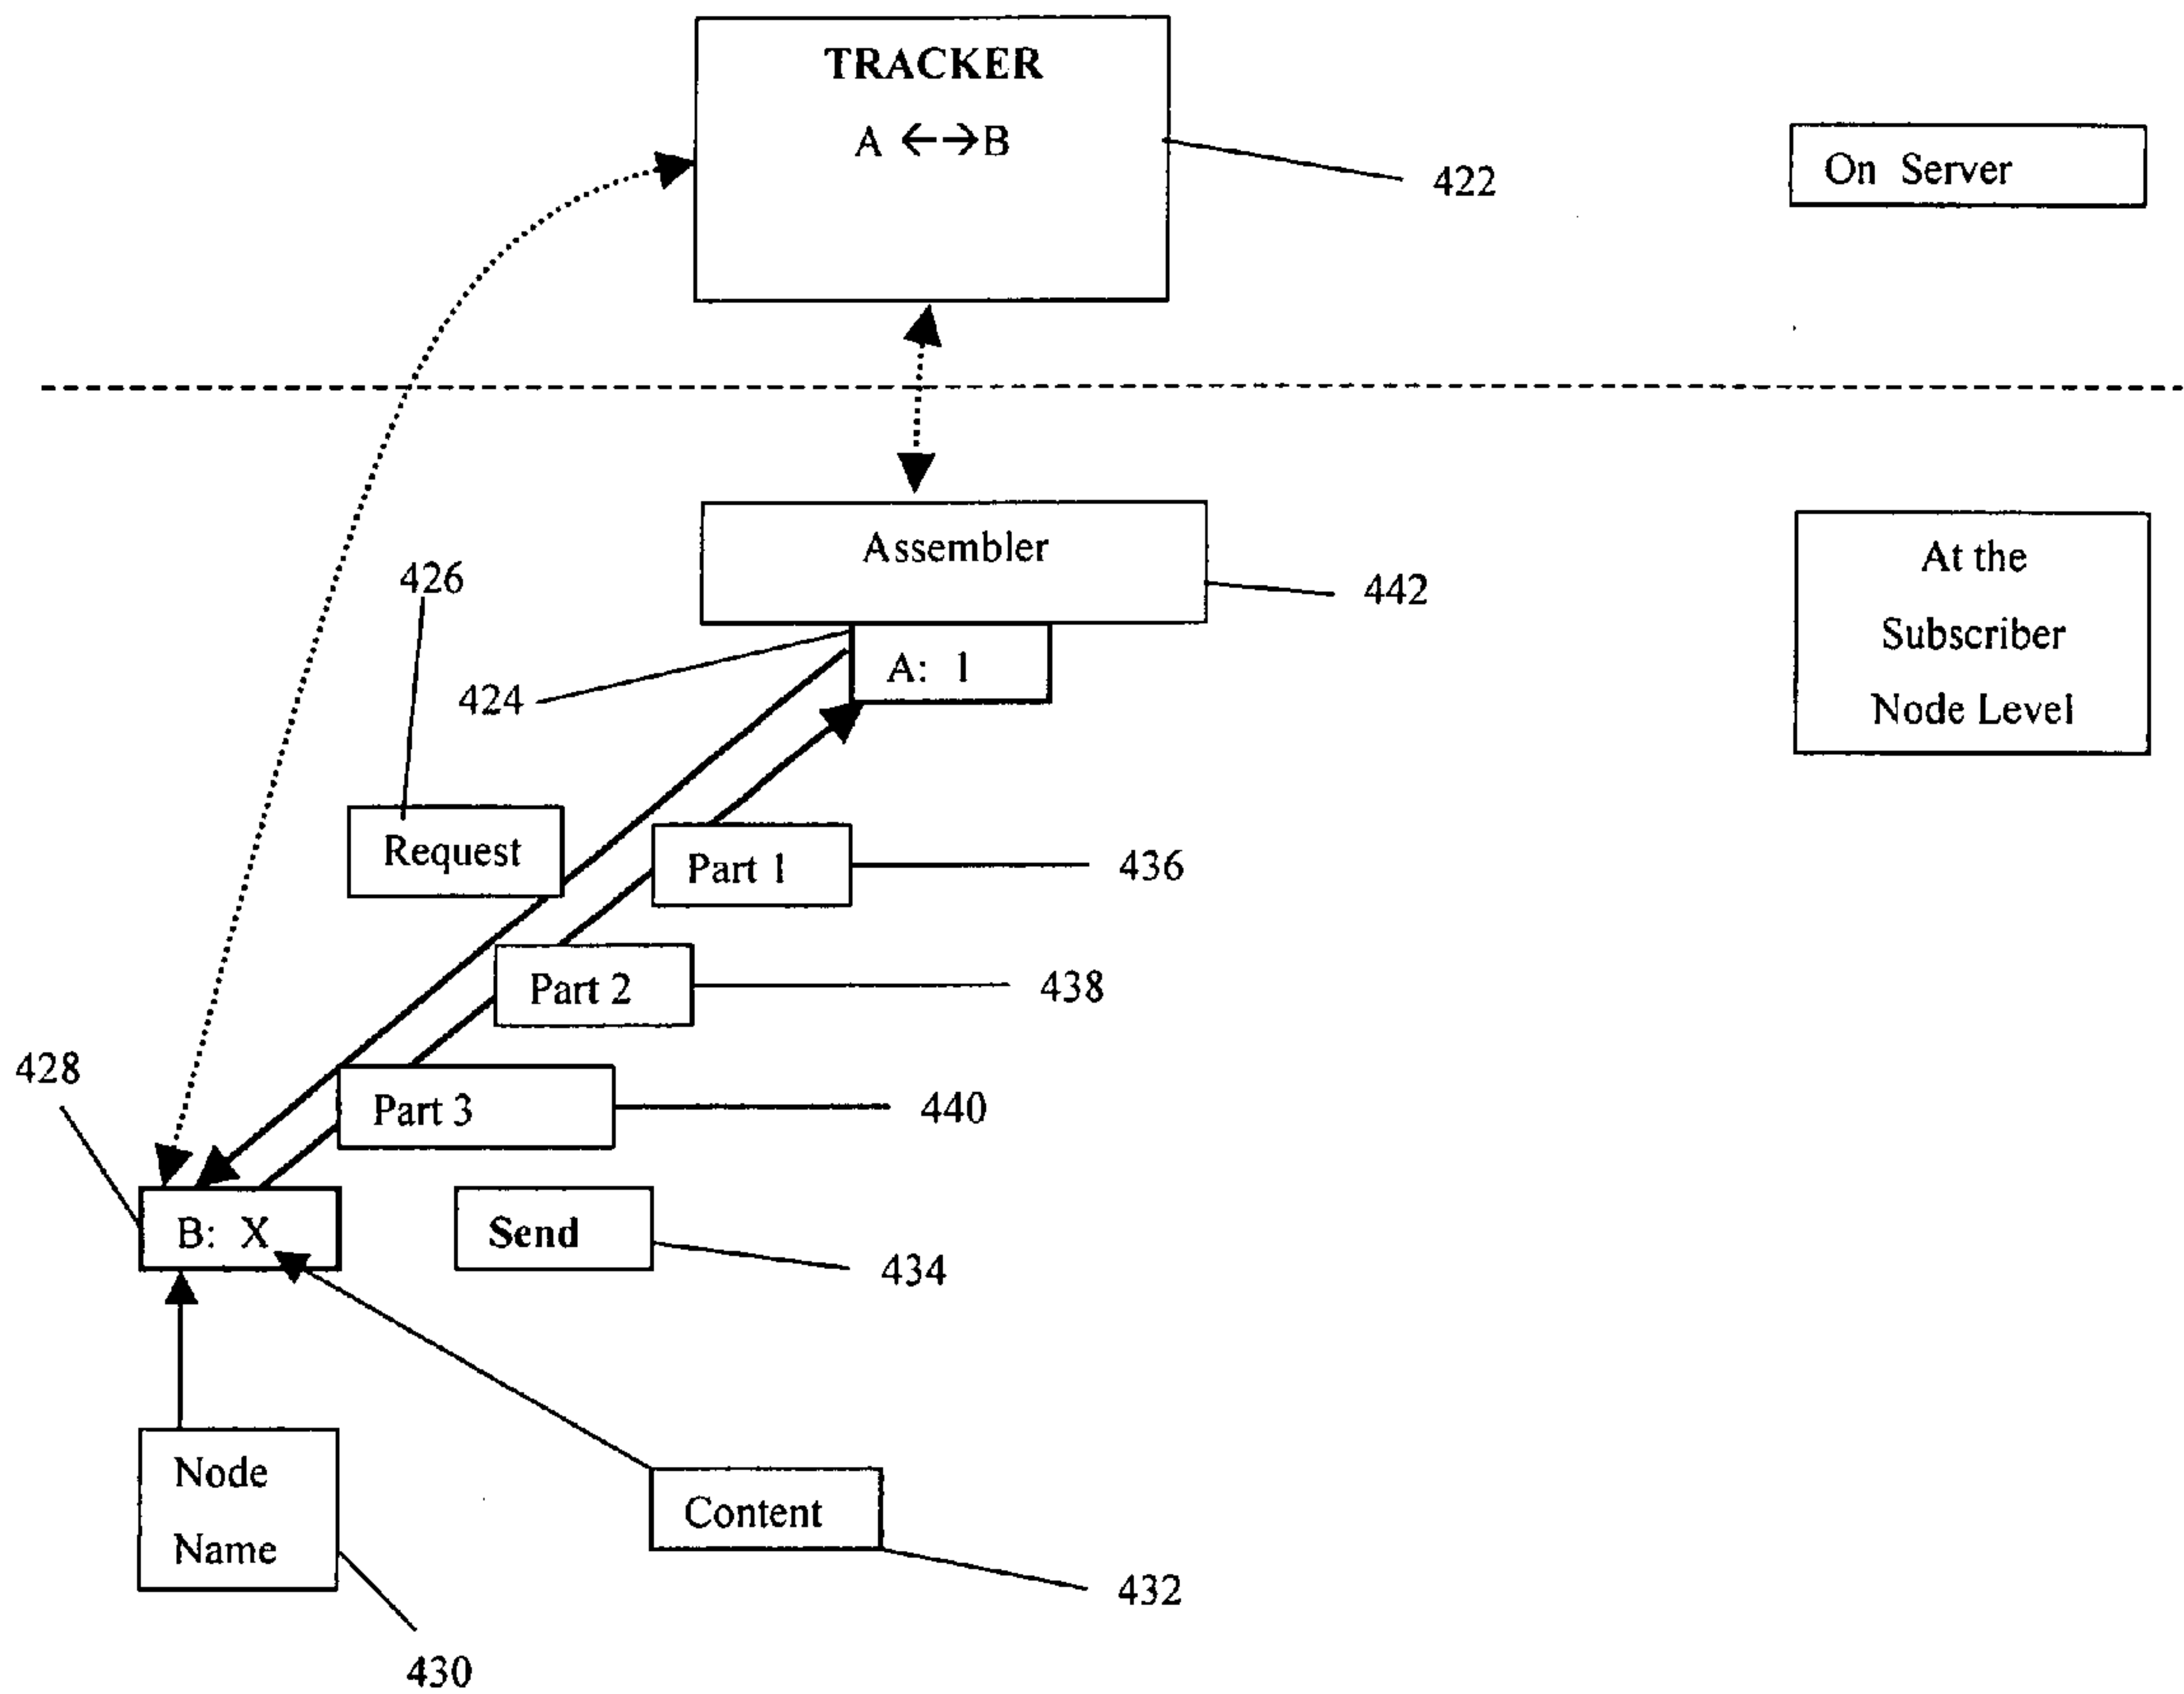 TRACKER
A ←→B
422
On Server
Assembler
442
At the
Subscriber
Node Level
426
A: 1
424
Request
Part 1
436
Part 2
438
428
Part 3
440
B: X
Send
434
Node
Name
Content
432
430